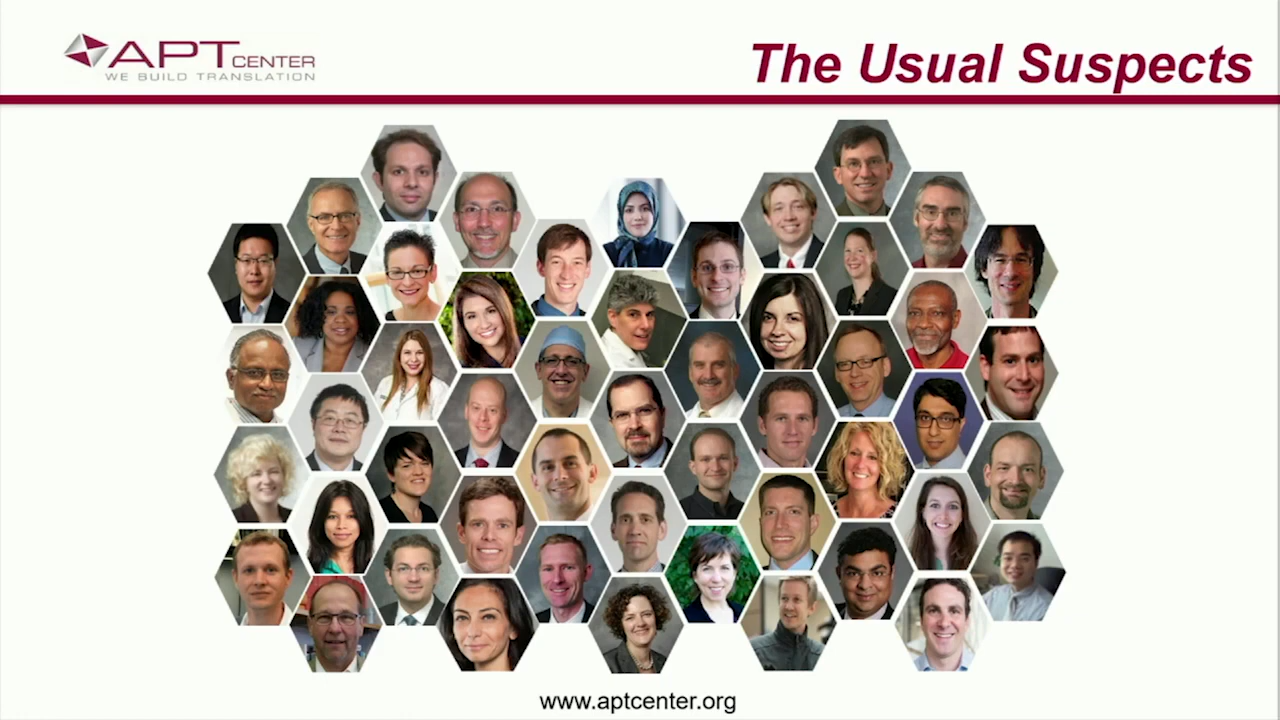 APT CENTER
WE BUILD TRANSLATION
The Usual Suspects
www.aptcenter.org